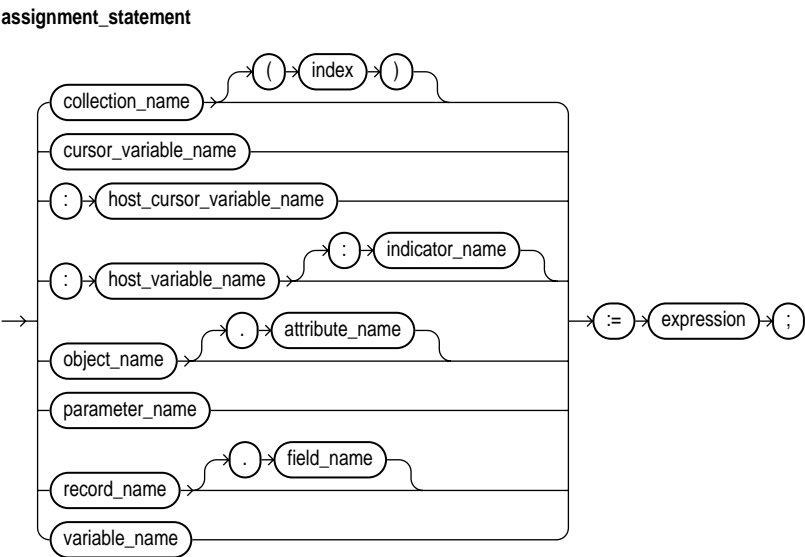 assignment_statement
( index )
collection_name
cursor_variable_name
: host_cursor_variable_name
: indicator_name
: host_variable_name
:= expression ;
. attribute_name
object_name
parameter_name
. field_name
record_name
variable_name